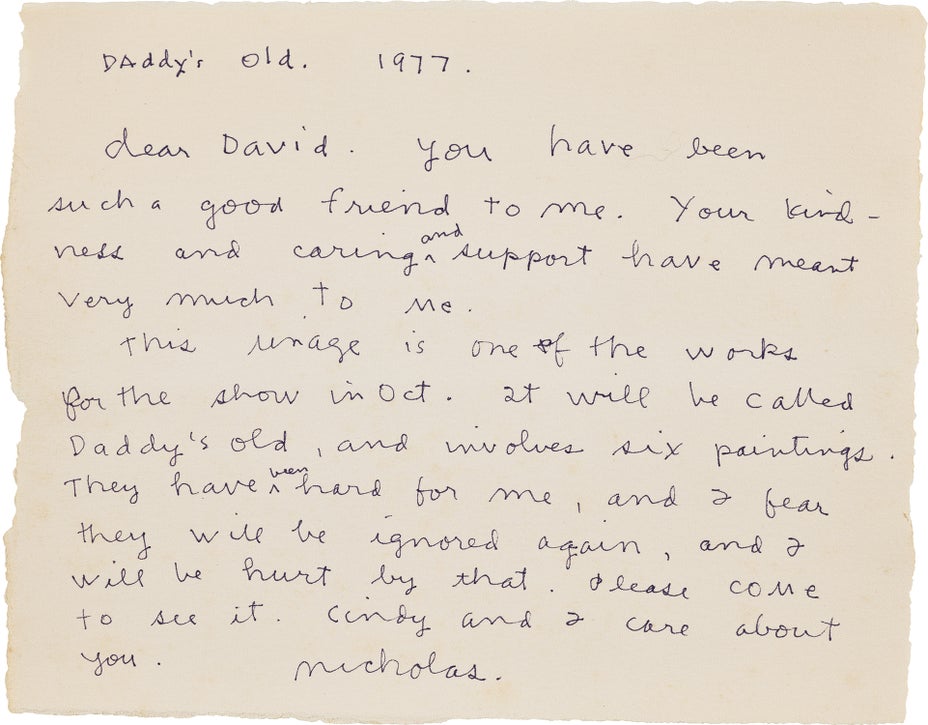 Daddy's Old. 1977.
dear David. You have been
such a good friend to me. Your kind-
ness and caring and support have meant
very much to me.
This image is one of the works
for the show in Oct. It will be called
Daddy's old, and involves six paintings.
They have been hard for me, and I fear
they will be ignored again, and I
will be hurt by that. Please come
to see it. Cindy and I care about
you. nicholas.